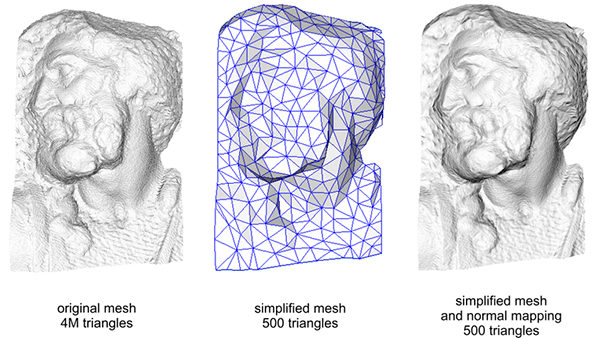 original mesh
4M triangles
simplified mesh
500 triangles
simplified mesh
and normal mapping
500 triangles